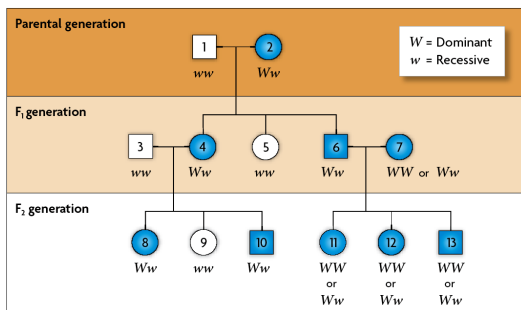 Parental generation
W = Dominant
w = Recessive
1 2
ww Ww
F₁ generation
3 4 5 6 7
ww Ww ww Ww WW or Ww
F₂ generation
8 9 10 11 12 13
Ww ww Ww WW WW WW
or or or
Ww Ww Ww